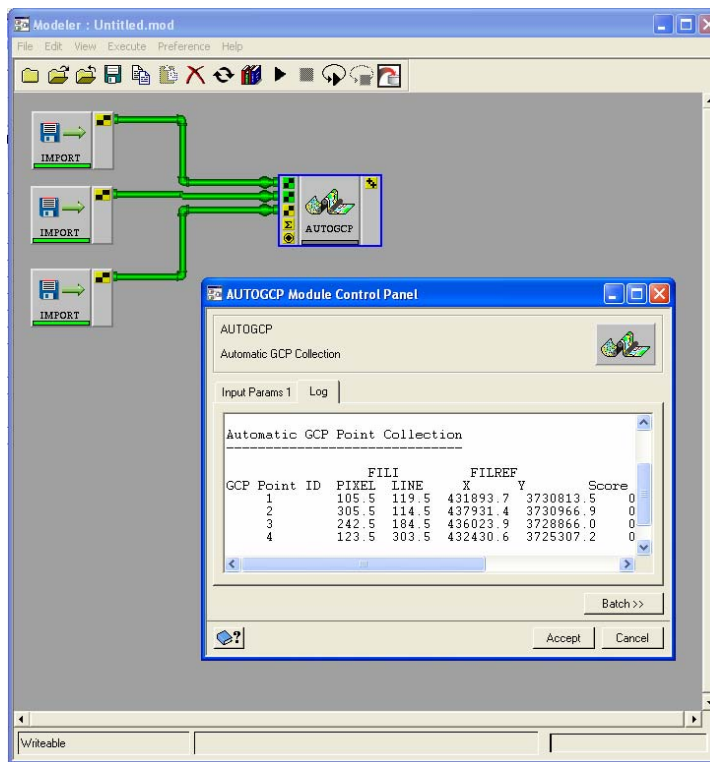 Modeler : Untitled.mod
File Edit View Execute Preference Help
IMPORT
IMPORT
IMPORT
AUTOGCP
AUTOGCP Module Control Panel
AUTOGCP
Automatic GCP Collection
Input Params 1 Log
Automatic GCP Point Collection
--------------------------------
FILI FILREF
GCP Point ID PIXEL LINE X Y Score
1 105.5 119.5 431893.7 3730813.5 0
2 305.5 114.5 437931.4 3730966.9 0
3 242.5 184.5 436023.9 3728866.0 0
4 123.5 303.5 432430.6 3725307.2 0
Batch >>
?
Accept Cancel
Writeable